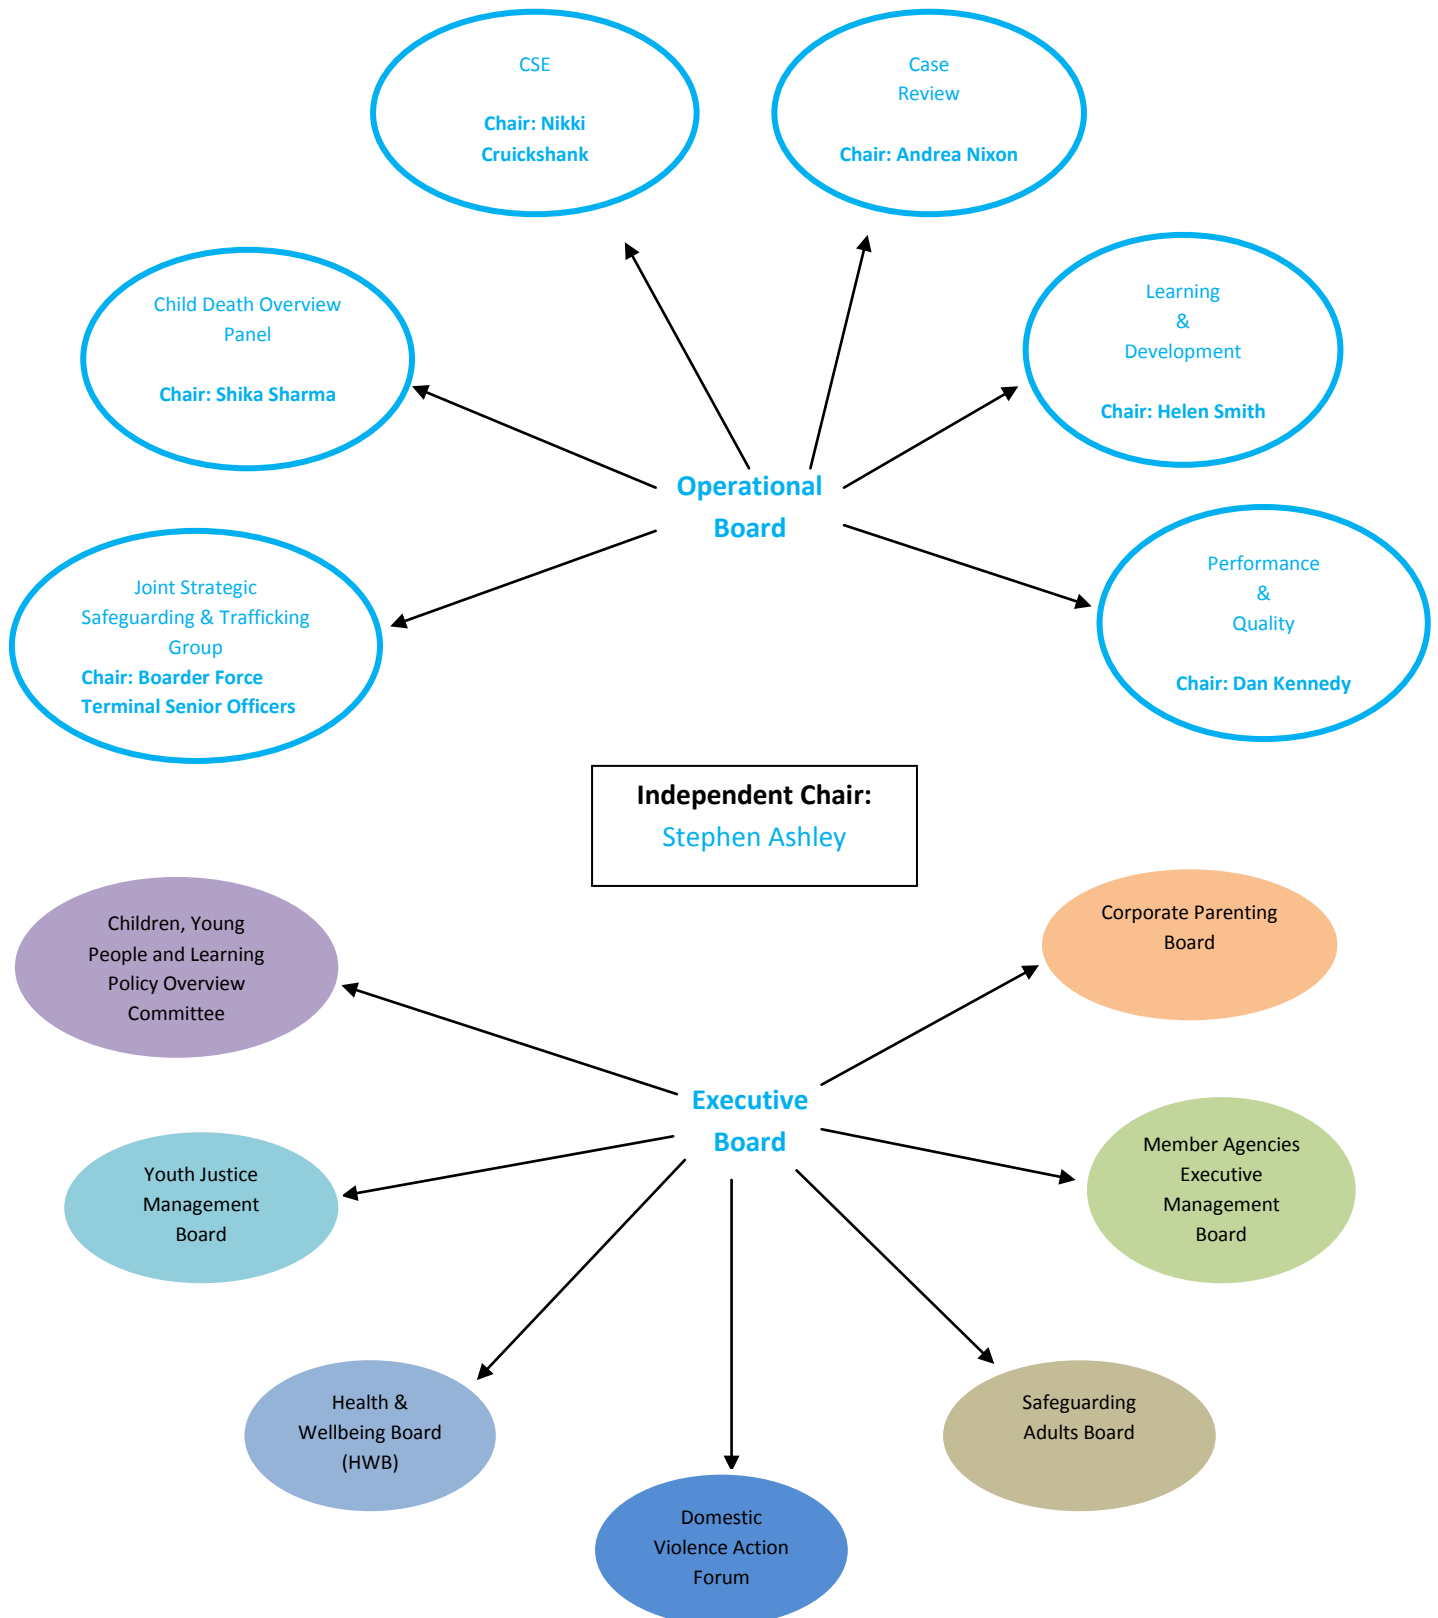 CSE
Chair: Nikki
Cruickshank
Case
Review
Chair: Andrea Nixon
Child Death Overview
Panel
Chair: Shika Sharma
Learning
&
Development
Chair: Helen Smith
Operational
Board
Joint Strategic
Safeguarding & Trafficking
Group
Chair: Boarder Force
Terminal Senior Officers
Performance
&
Quality
Chair: Dan Kennedy
Independent Chair:
Stephen Ashley
Children, Young
People and Learning
Policy Overview
Committee
Corporate Parenting
Board
Executive
Board
Youth Justice
Management
Board
Member Agencies
Executive
Management
Board
Health &
Wellbeing Board
(HWB)
Safeguarding
Adults Board
Domestic
Violence Action
Forum